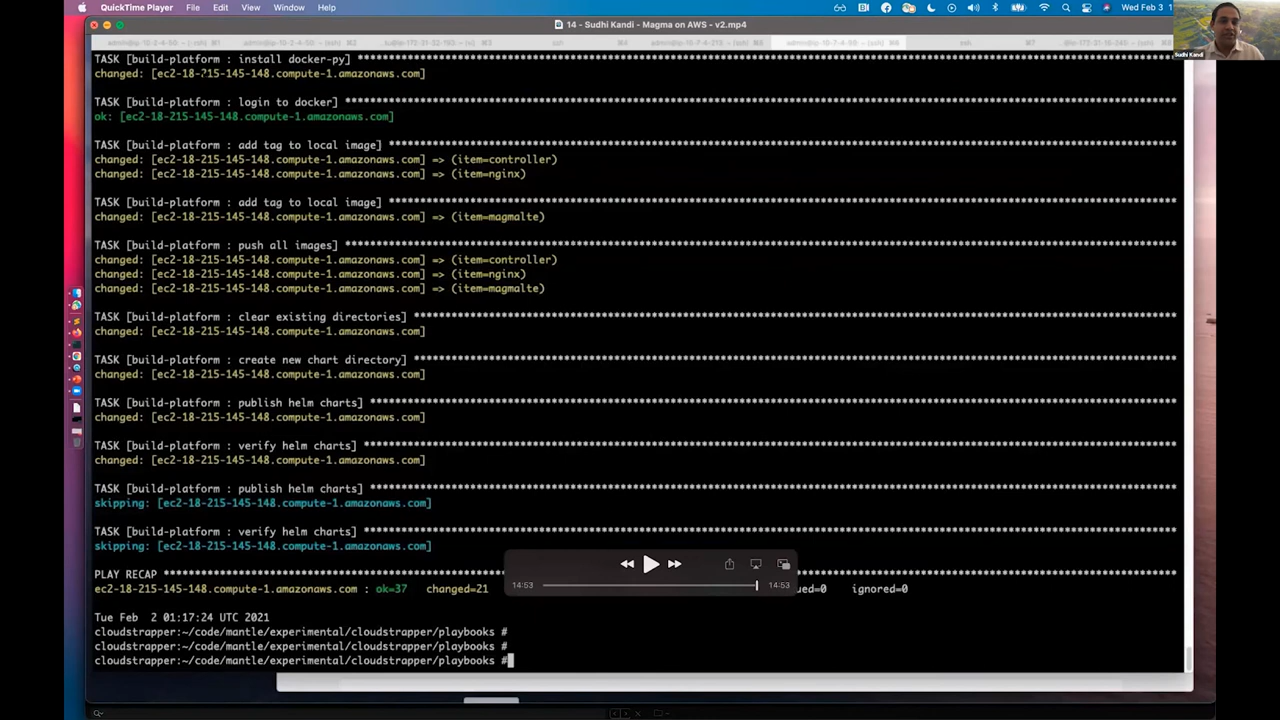 QuickTime Player File Edit View Window Help
Wed Feb 3
14 - Sudhi Kandi - Magma on AWS - v2.mp4
Sudhi Kandi
TASK [build-platform : install docker-py] ****
changed: [ec2-18-215-145-148.compute-1.amazonaws.com]
TASK [build-platform : login to docker] ****
ok: [ec2-18-215-145-148.compute-1.amazonaws.com]
TASK [build-platform : add tag to local image] ****
changed: [ec2-18-215-145-148.compute-1.amazonaws.com] => (item=controller)
changed: [ec2-18-215-145-148.compute-1.amazonaws.com] => (item=nginx)
TASK [build-platform : add tag to local image] ****
changed: [ec2-18-215-145-148.compute-1.amazonaws.com] => (item=magmalte)
TASK [build-platform : push all images] ****
changed: [ec2-18-215-145-148.compute-1.amazonaws.com] => (item=controller)
changed: [ec2-18-215-145-148.compute-1.amazonaws.com] => (item=nginx)
changed: [ec2-18-215-145-148.compute-1.amazonaws.com] => (item=magmalte)
TASK [build-platform : clear existing directories] ****
changed: [ec2-18-215-145-148.compute-1.amazonaws.com]
TASK [build-platform : create new chart directory] ****
changed: [ec2-18-215-145-148.compute-1.amazonaws.com]
TASK [build-platform : publish helm charts] ****
changed: [ec2-18-215-145-148.compute-1.amazonaws.com]
TASK [build-platform : verify helm charts] ****
changed: [ec2-18-215-145-148.compute-1.amazonaws.com]
TASK [build-platform : publish helm charts] ****
skipping: [ec2-18-215-145-148.compute-1.amazonaws.com]
TASK [build-platform : verify helm charts] ****
skipping: [ec2-18-215-145-148.compute-1.amazonaws.com]
PLAY RECAP ****
ec2-18-215-145-148.compute-1.amazonaws.com : ok=37 changed=21 ued=0 ignored=0
14:53 14:53
Tue Feb 2 01:17:24 UTC 2021
cloudstrapper:~/code/mantle/experimental/cloudstrapper/playbooks #
cloudstrapper:~/code/mantle/experimental/cloudstrapper/playbooks #
cloudstrapper:~/code/mantle/experimental/cloudstrapper/playbooks #